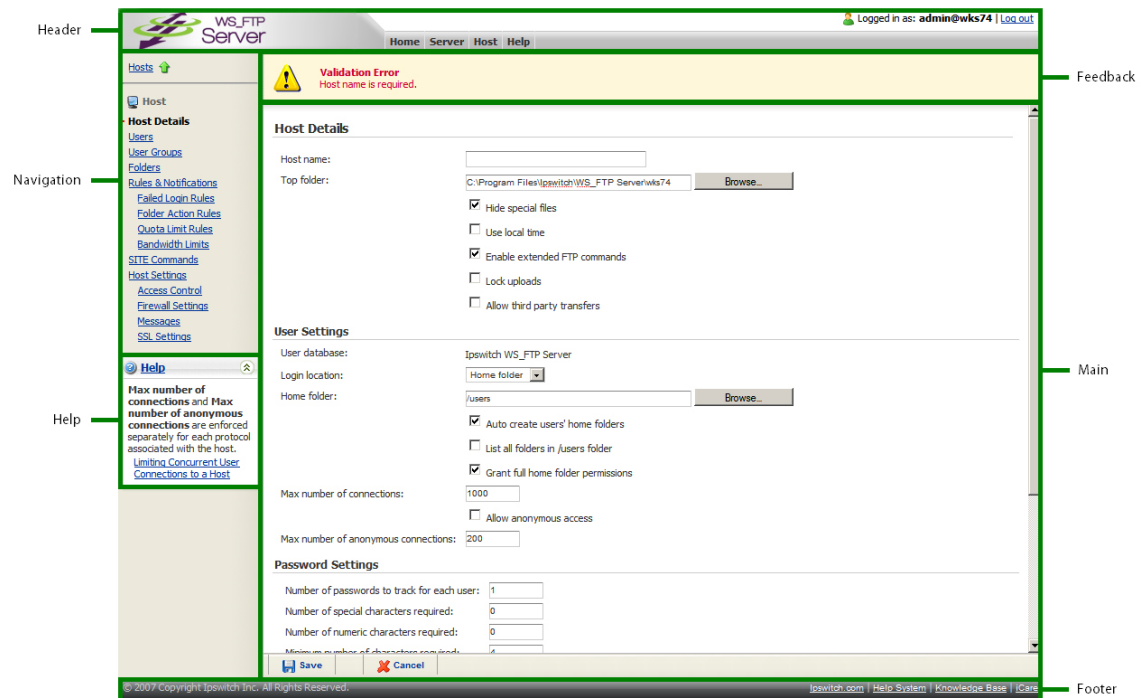 Header
WS_FTP
Server
Logged in as: admin@wks74 | Log out
Home Server Host Help
Hosts
Validation Error
Host name is required.
Feedback
Host
Host Details
Users
User Groups
Folders
Rules & Notifications
Failed Login Rules
Folder Action Rules
Quota Limit Rules
Bandwidth Limits
SITE Commands
Host Settings
Access Control
Firewall Settings
Messages
SSL Settings
Navigation
Help
Max number of
connections and Max
number of anonymous
connections are enforced
separately for each protocol
associated with the host.
Limiting Concurrent User
Connections to a Host
Help
Host Details
Host name:
Top folder: C:\Program Files\Ipswitch\WS_FTP Server\wks74 Browse...
Hide special files
Use local time
Enable extended FTP commands
Lock uploads
Allow third party transfers
User Settings
User database: Ipswitch WS_FTP Server
Login location: Home folder
Home folder: /users Browse...
Auto create users' home folders
List all folders in /users folder
Grant full home folder permissions
Max number of connections: 1000
Allow anonymous access
Max number of anonymous connections: 200
Password Settings
Number of passwords to track for each user: 1
Number of special characters required: 0
Number of numeric characters required: 0
Minimum number of characters required: 4
Main
Save Cancel
© 2007 Copyright Ipswitch Inc. All Rights Reserved.
Ipswitch.com | Help System | Knowledge Base | iCare
Footer